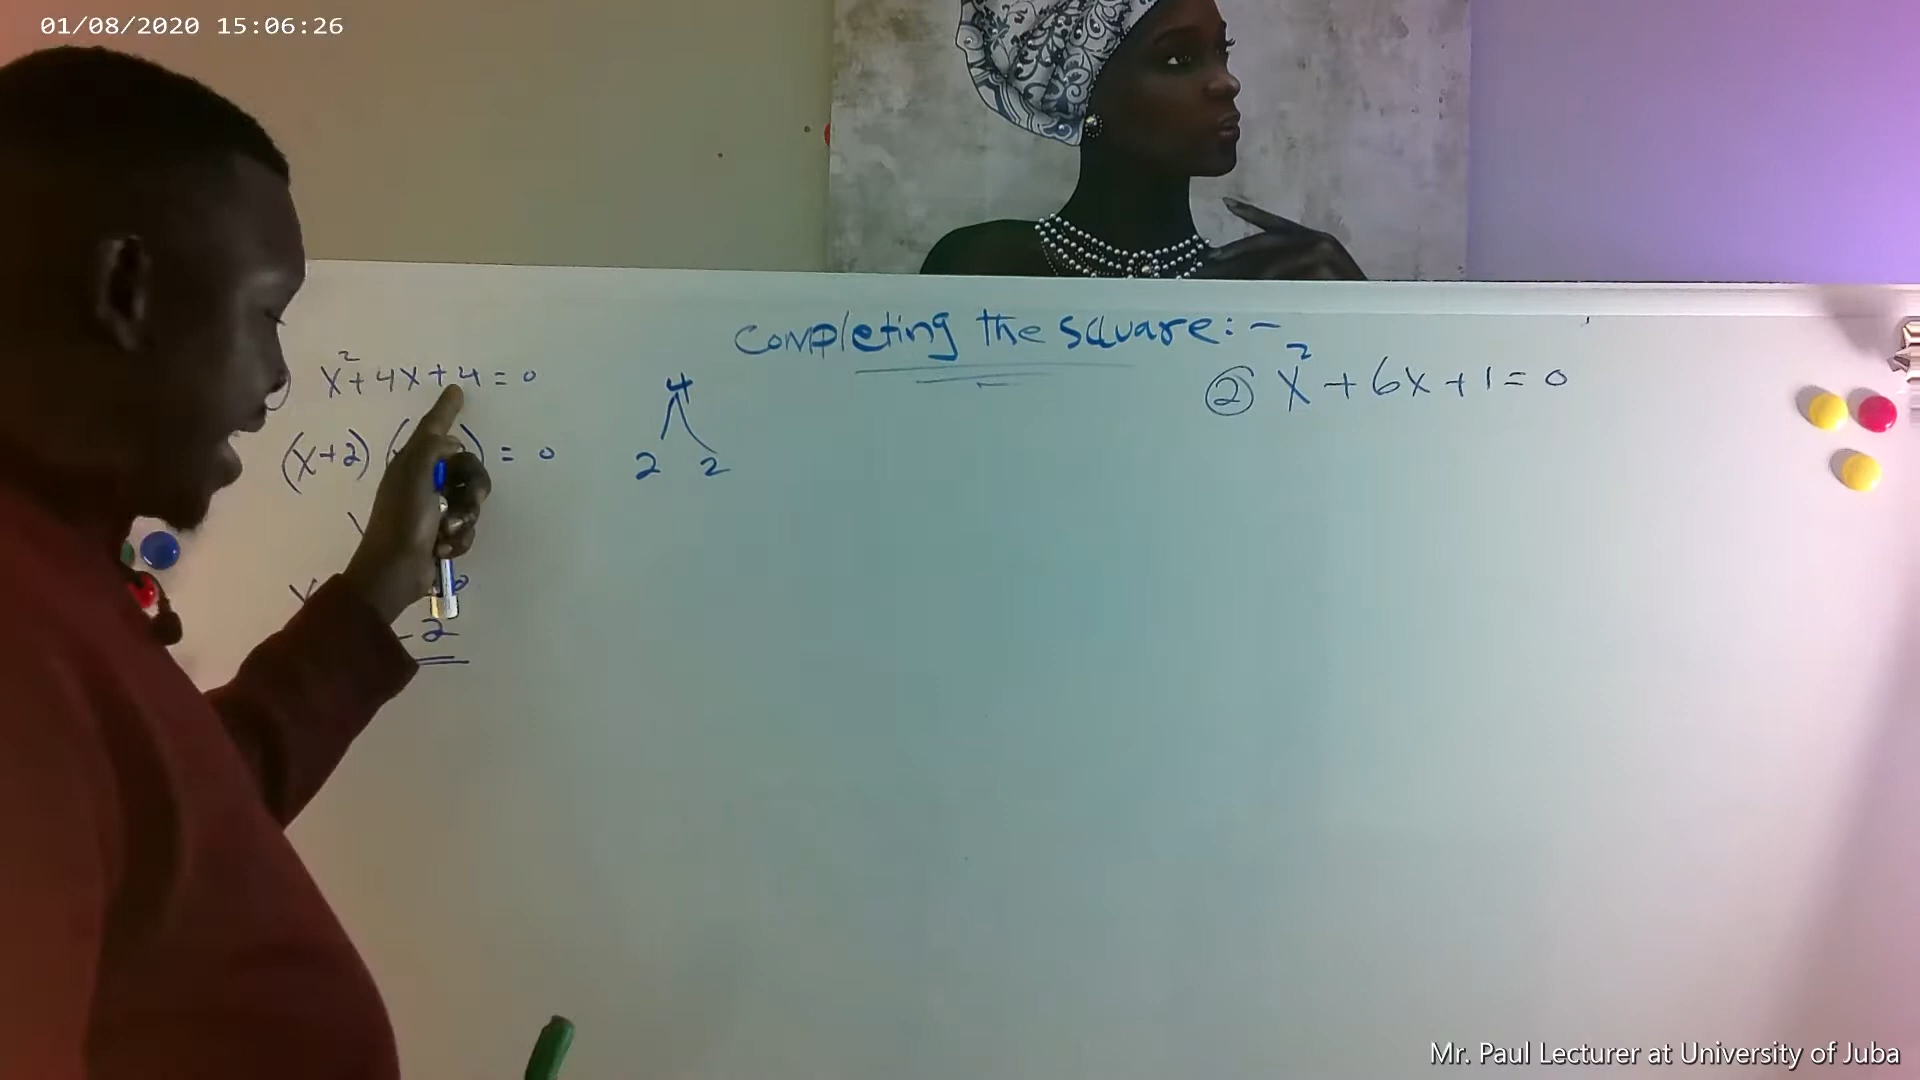 01/08/2020 15:06:26
Completing the square:-
x² + 4x + 4 = 0
(x+2) ( ) = 0
- 2
4
2 2
② x² + 6x + 1 = 0
Mr. Paul Lecturer at University of Juba